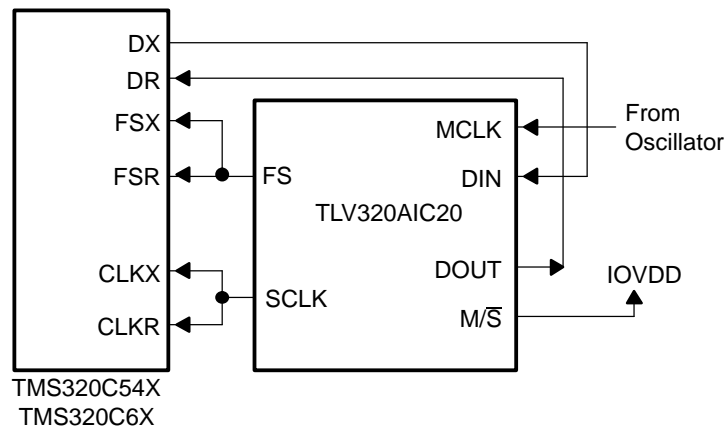 DX
DR
FSX
FSR
CLKX
CLKR
TMS320C54X
TMS320C6X
FS
SCLK
TLV320AIC20
MCLK
DIN
DOUT
M/S̅
From
Oscillator
IOVDD